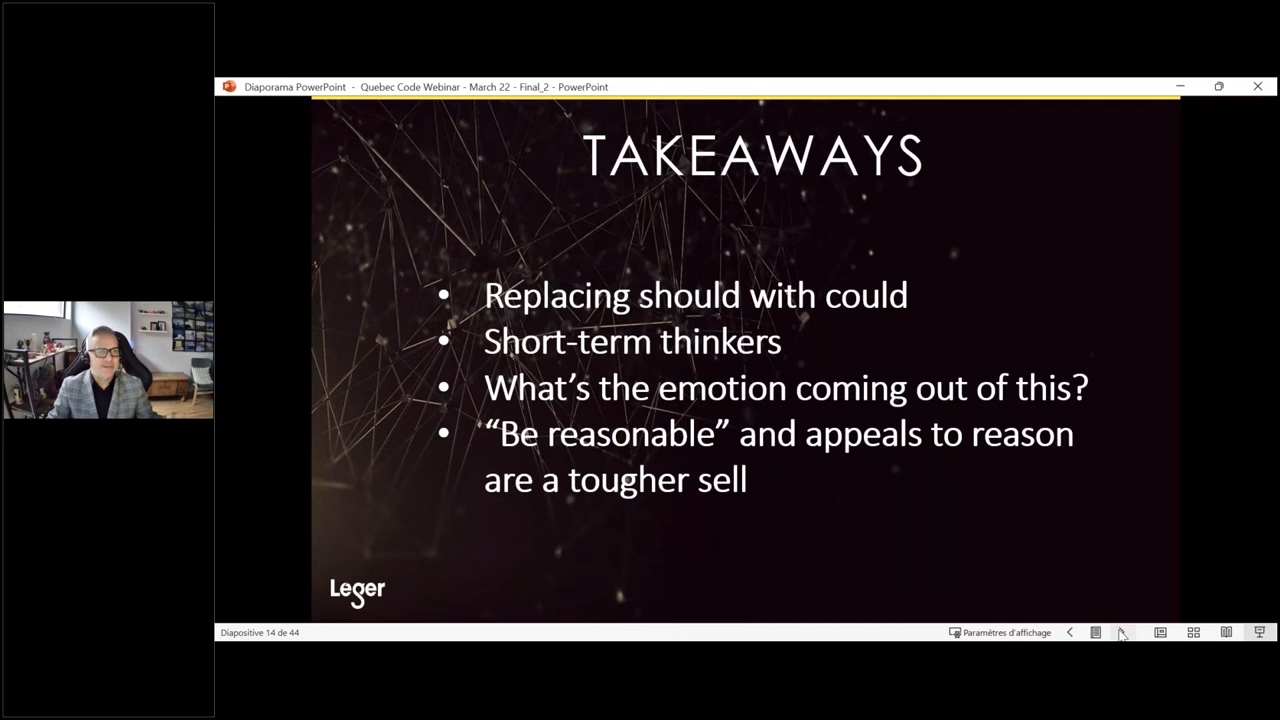 Diaporama PowerPoint - Quebec Code Webinar - March 22 - Final_2 - PowerPoint
TAKEAWAYS
• Replacing should with could
• Short-term thinkers
• What’s the emotion coming out of this?
• “Be reasonable” and appeals to reason
are a tougher sell
Leger
Diapositive 14 de 44
Paramètres d'affichage